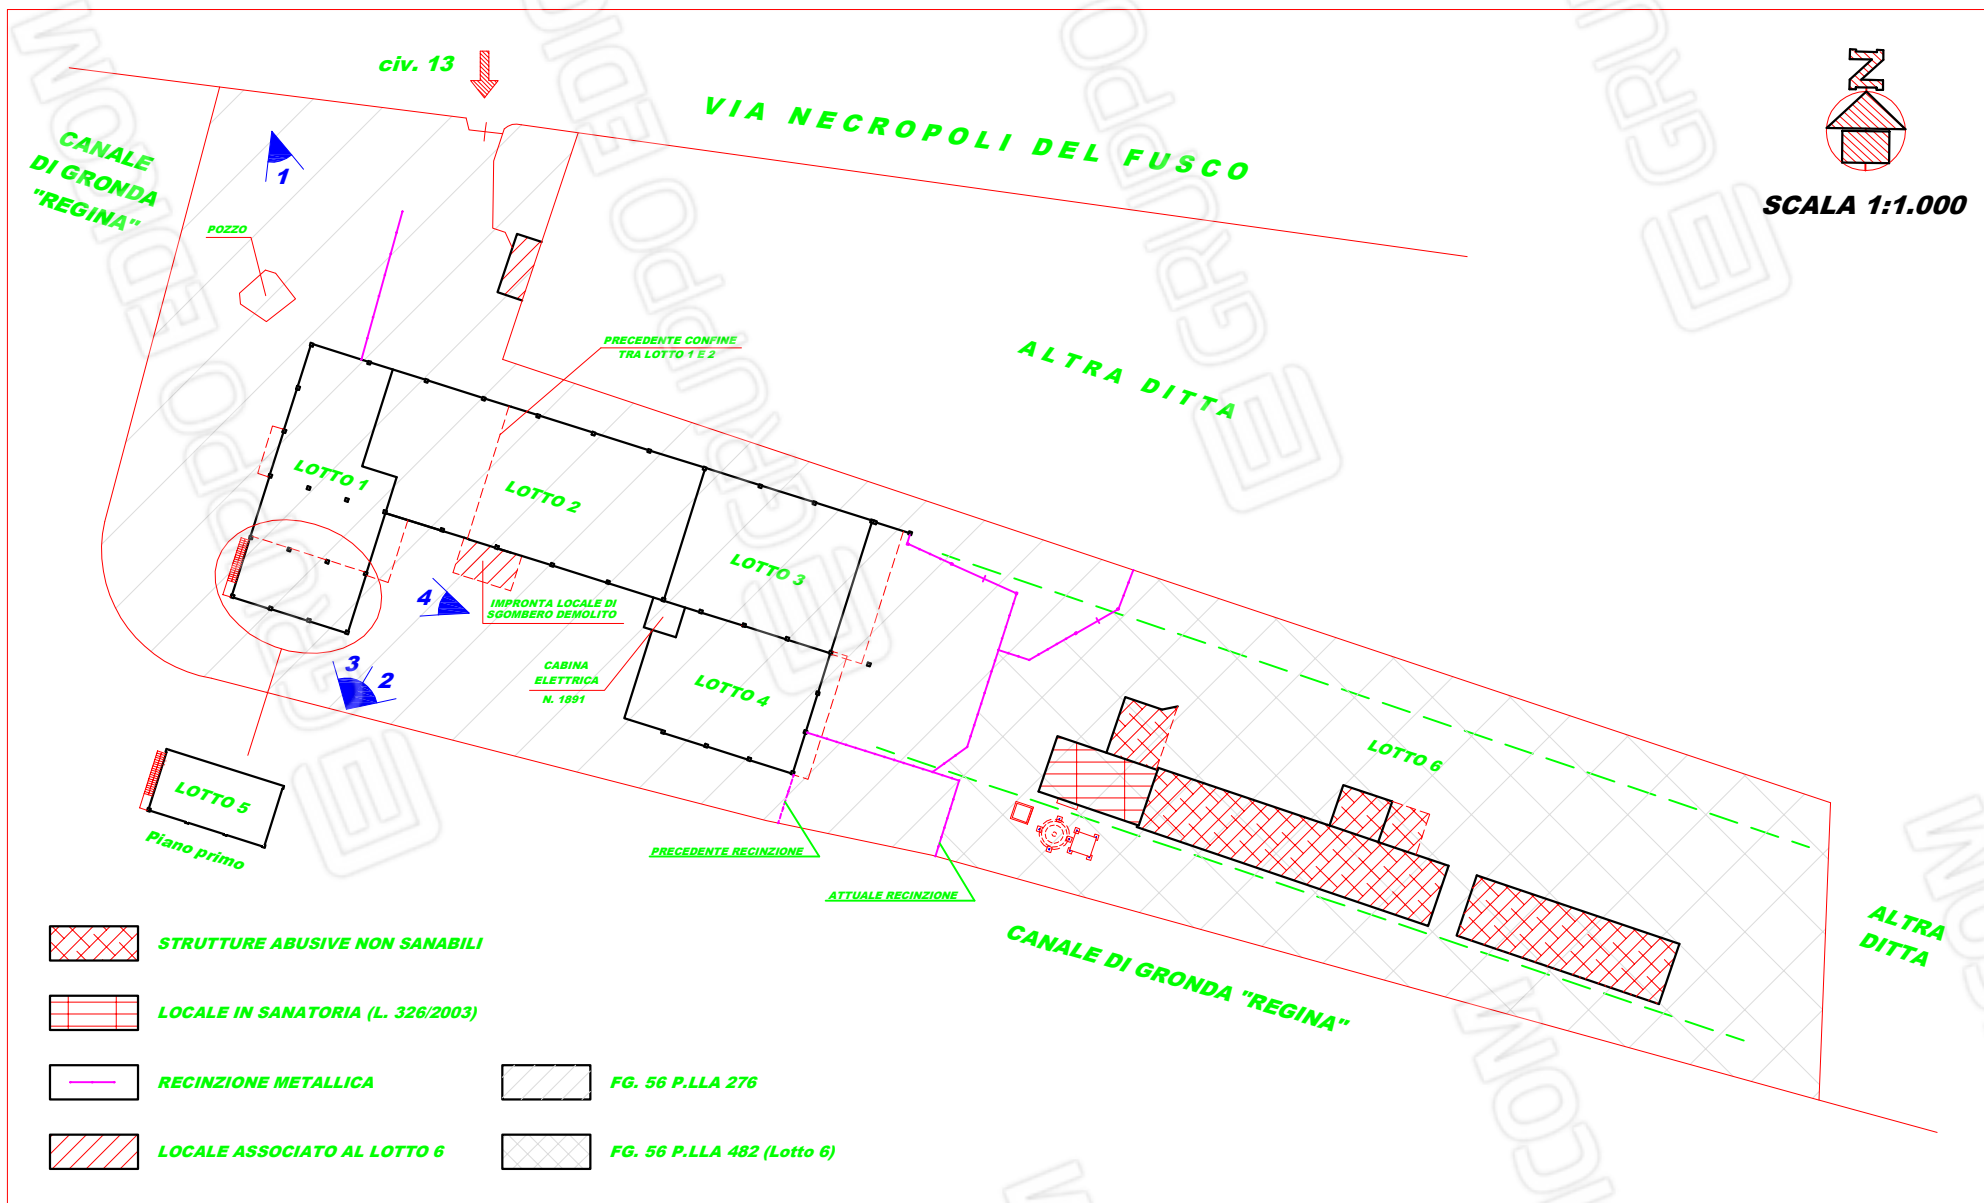 civ. 13
VIA NECROPOLI DEL FUSCO
N
SCALA 1:1.000
CANALE
DI GRONDA
"REGINA"
1
POZZO
PRECEDENTE CONFINE
TRA LOTTO 1 E 2
ALTRA DITTA
LOTTO 1
LOTTO 2
LOTTO 3
4
IMPRONTA LOCALE DI
SGOMBERO DEMOLITO
3
2
CABINA
ELETTRICA
N. 1891
LOTTO 4
LOTTO 6
LOTTO 5
Piano primo
PRECEDENTE RECINZIONE
ATTUALE RECINZIONE
CANALE DI GRONDA "REGINA"
ALTRA
DITTA
STRUTTURE ABUSIVE NON SANABILI
LOCALE IN SANATORIA (L. 326/2003)
RECINZIONE METALLICA
FG. 56 P.LLA 276
LOCALE ASSOCIATO AL LOTTO 6
FG. 56 P.LLA 482 (Lotto 6)